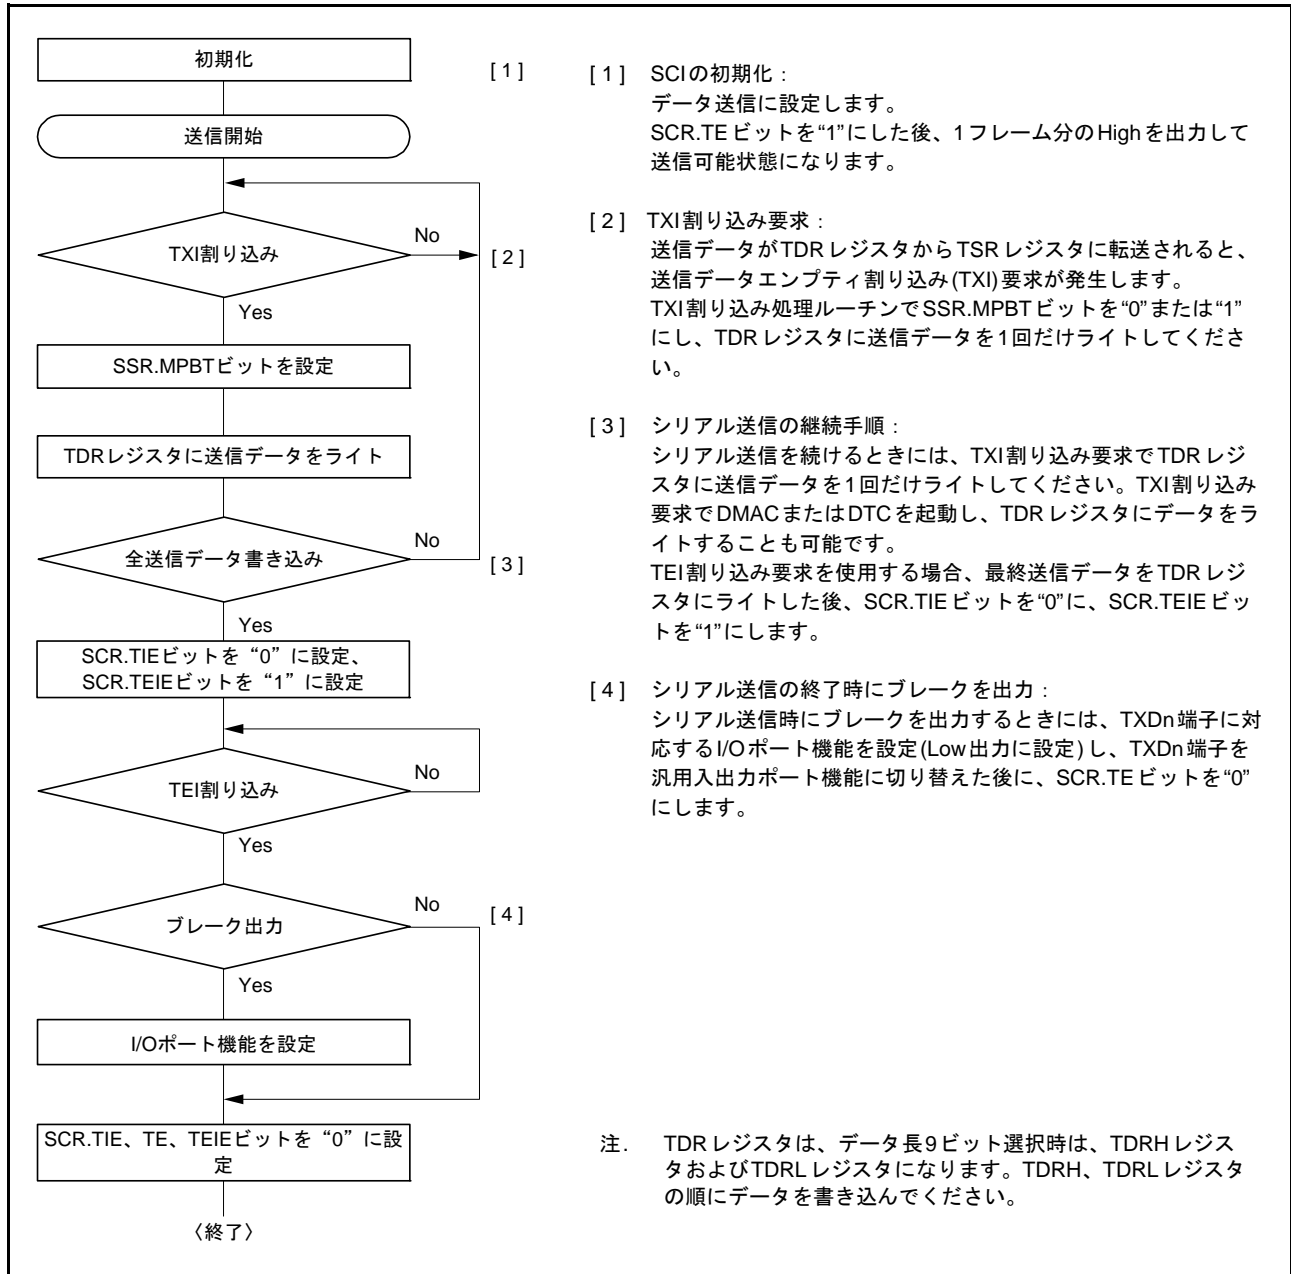 初期化
[ 1 ]
送信開始
TXI割り込み
No
[ 2 ]
Yes
SSR.MPBTビットを設定
TDRレジスタに送信データをライト
全送信データ書き込み
No
[ 3 ]
Yes
SCR.TIEビットを“0”に設定、
SCR.TEIEビットを“1”に設定
TEI割り込み
No
Yes
ブレーク出力
No
[ 4 ]
Yes
I/Oポート機能を設定
SCR.TIE、TE、TEIEビットを“0”に設
定
〈終了〉
[ 1 ] SCIの初期化：
データ送信に設定します。
SCR.TEビットを“1”にした後、1フレーム分のHighを出力して
送信可能状態になります。
[ 2 ] TXI割り込み要求：
送信データがTDRレジスタからTSRレジスタに転送されると、
送信データエンプティ割り込み(TXI)要求が発生します。
TXI割り込み処理ルーチンでSSR.MPBTビットを“0”または“1”
にし、TDRレジスタに送信データを1回だけライトしてくださ
い。
[ 3 ] シリアル送信の継続手順：
シリアル送信を続けるときには、TXI割り込み要求でTDRレジ
スタに送信データを1回だけライトしてください。TXI割り込み
要求でDMACまたはDTCを起動し、TDRレジスタにデータをラ
イトすることも可能です。
TEI割り込み要求を使用する場合、最終送信データをTDRレジ
スタにライトした後、SCR.TIEビットを“0”に、SCR.TEIEビッ
トを“1”にします。
[ 4 ] シリアル送信の終了時にブレークを出力：
シリアル送信時にブレークを出力するときには、TXDn端子に対
応するI/Oポート機能を設定(Low出力に設定)し、TXDn端子を
汎用入出力ポート機能に切り替えた後に、SCR.TEビットを“0”
にします。
注. TDRレジスタは、データ長9ビット選択時は、TDRHレジス
タおよびTDRLレジスタになります。TDRH、TDRLレジスタ
の順にデータを書き込んでください。